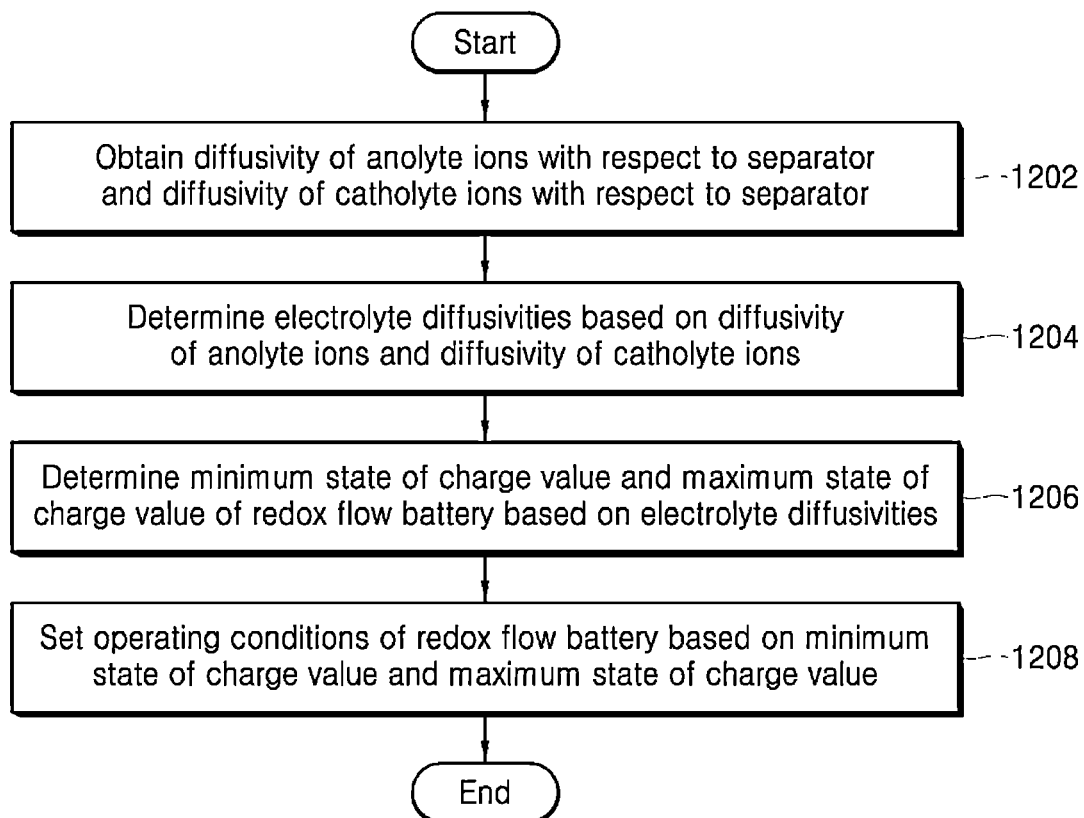 Start
Obtain diffusivity of anolyte ions with respect to separator
and diffusivity of catholyte ions with respect to separator
1202
Determine electrolyte diffusivities based on diffusivity
of anolyte ions and diffusivity of catholyte ions
1204
Determine minimum state of charge value and maximum state of
charge value of redox flow battery based on electrolyte diffusivities
1206
Set operating conditions of redox flow battery based on minimum
state of charge value and maximum state of charge value
1208
End